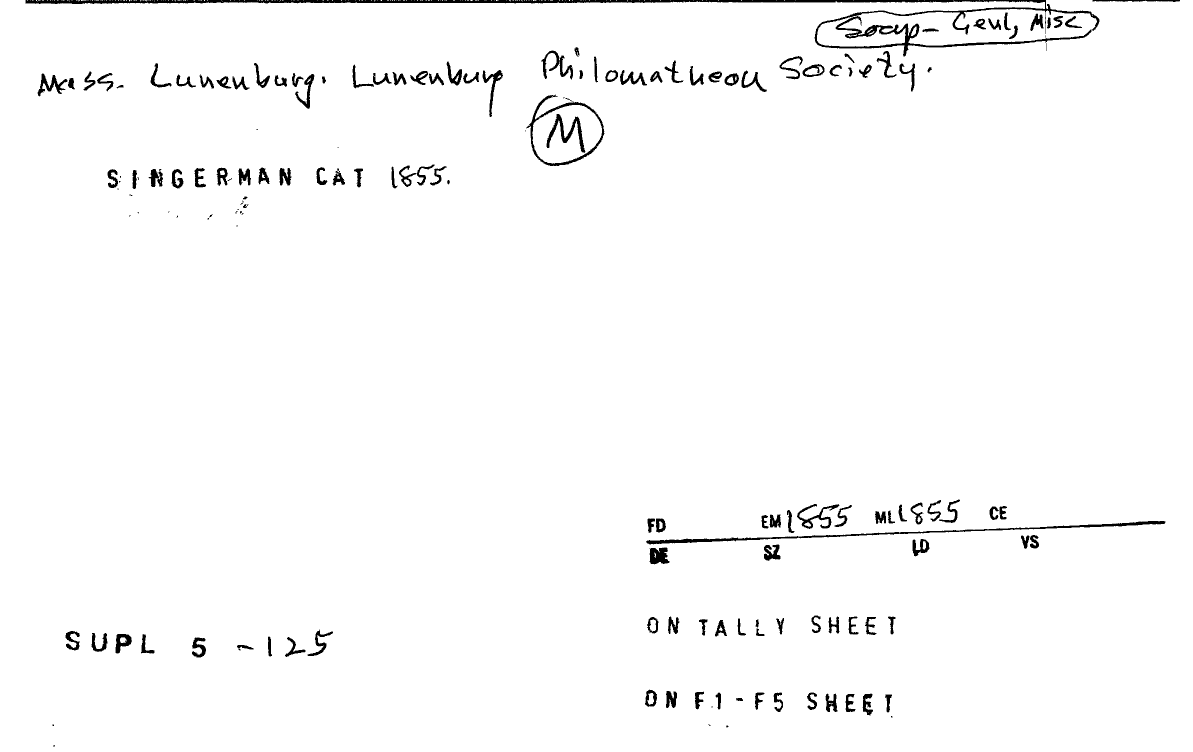 Socyp- Genl, Misc
Mass. Lunenburg. Lunenburg Philomathean Society.
M
SINGERMAN CAT 1855.
FD EM 1855 ML 1855 CE
DE SZ LD VS
ON TALLY SHEET
SUPL 5 -125
ON F1-F5 SHEET